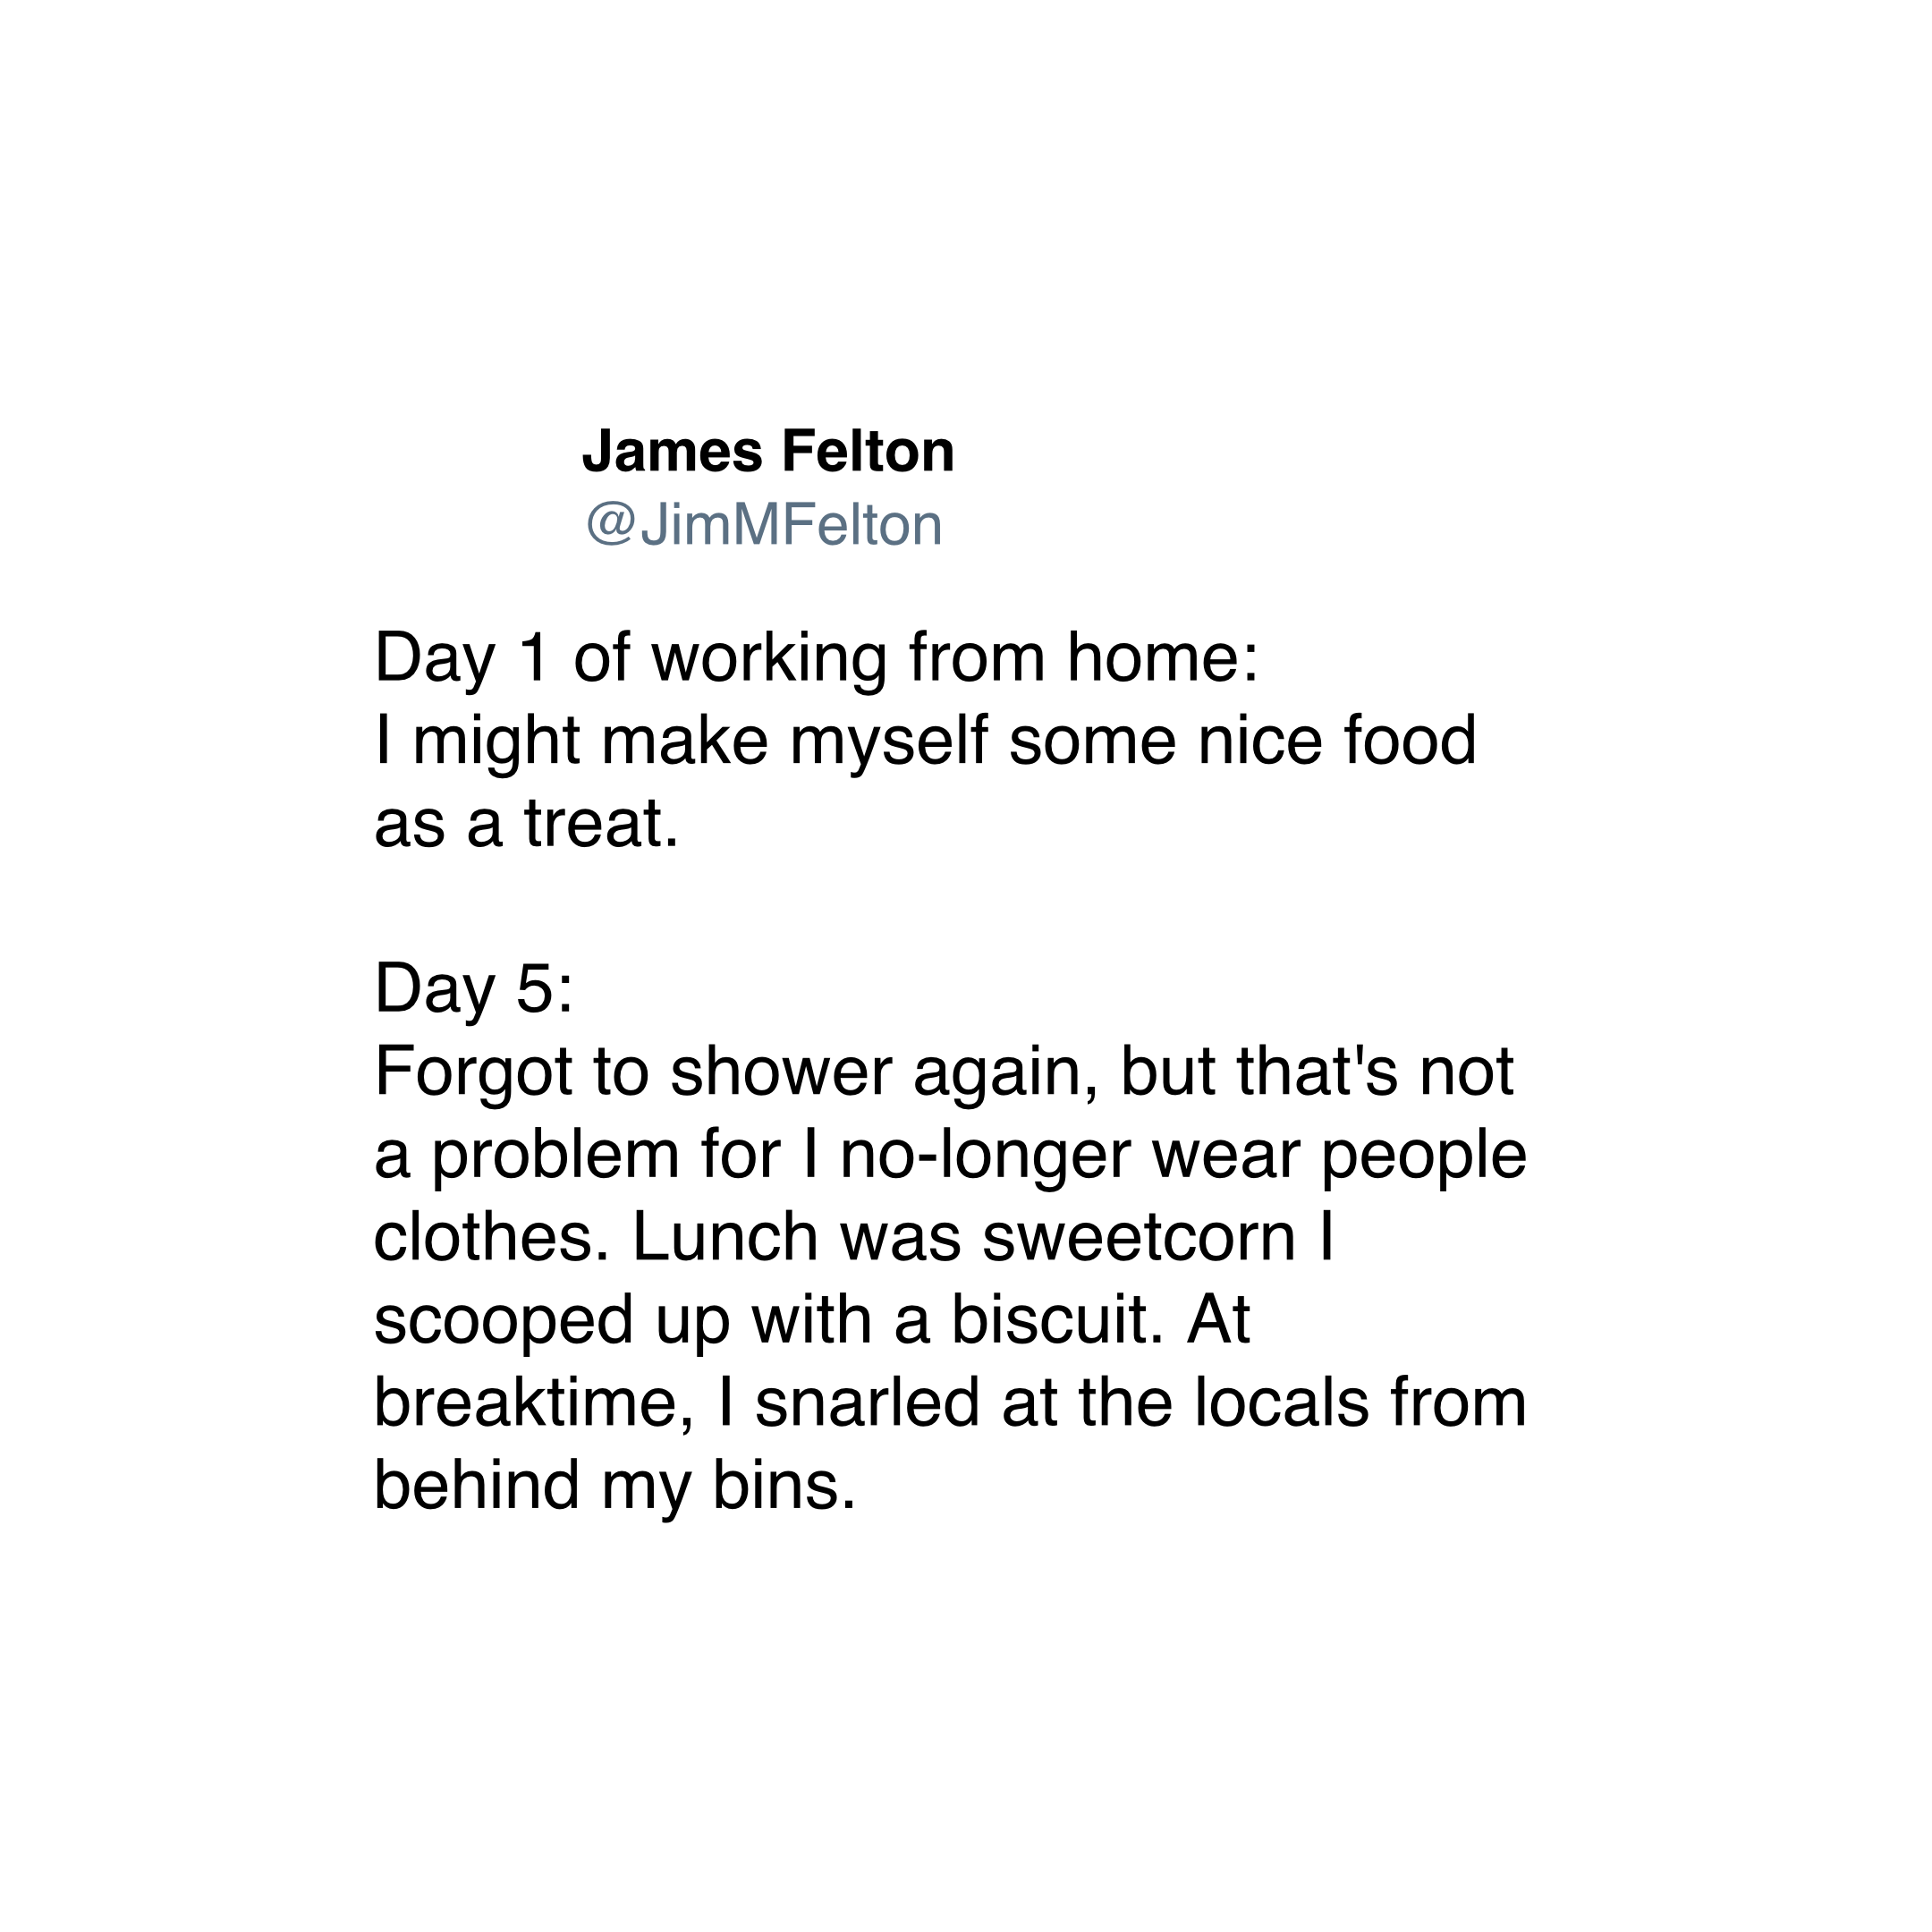 James Felton
@JimMFelton
Day 1 of working from home:
I might make myself some nice food
as a treat.
Day 5:
Forgot to shower again, but that's not
a problem for I no-longer wear people
clothes. Lunch was sweetcorn I
scooped up with a biscuit. At
breaktime, I snarled at the locals from
behind my bins.